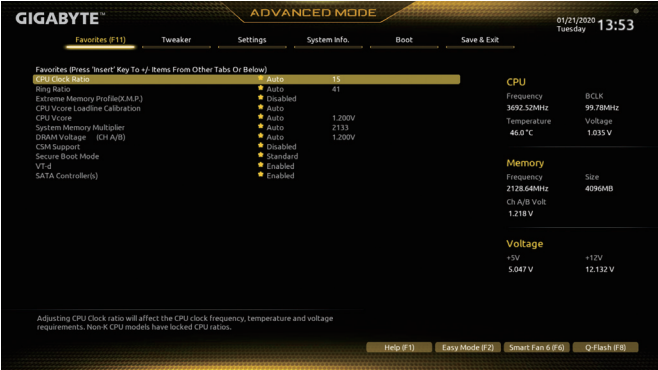 GIGABYTE™
ADVANCED MODE
01/21/2020
Tuesday
13:53
Favorites (F11) Tweaker Settings System Info. Boot Save & Exit
Favorites (Press 'Insert' Key To +/- Items From Other Tabs Or Below)
CPU Clock Ratio Auto 15
Ring Ratio Auto 41
Extreme Memory Profile(X.M.P.) Disabled
CPU Vcore Loadline Calibration Auto
CPU Vcore Auto 1.200V
System Memory Multiplier Auto 2133
DRAM Voltage (CH A/B) Auto 1.200V
CSM Support Disabled
Secure Boot Mode Standard
VT-d Enabled
SATA Controller(s) Enabled
CPU
Frequency BCLK
3692.52MHz 99.78MHz
Temperature Voltage
46.0 °C 1.035 V
Memory
Frequency Size
2128.64MHz 4096MB
Ch A/B Volt
1.218 V
Voltage
+5V +12V
5.047 V 12.132 V
Adjusting CPU Clock ratio will affect the CPU clock frequency, temperature and voltage
requirements. Non-K CPU models have locked CPU ratios.
Help (F1) Easy Mode (F2) Smart Fan 6 (F6) Q-Flash (F8)